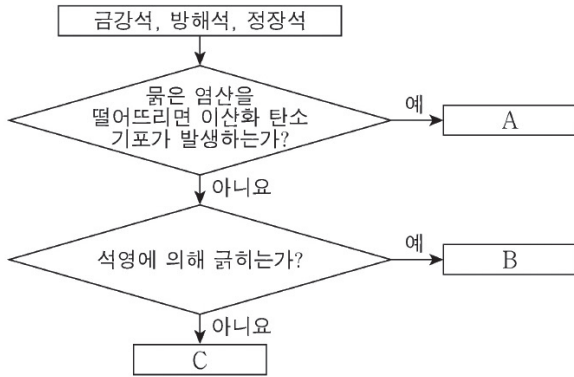 금강석, 방해석, 정장석
묽은 염산을
떨어뜨리면 이산화 탄소
기포가 발생하는가?
예
A
아니요
석영에 의해 긁히는가?
예
B
아니요
C